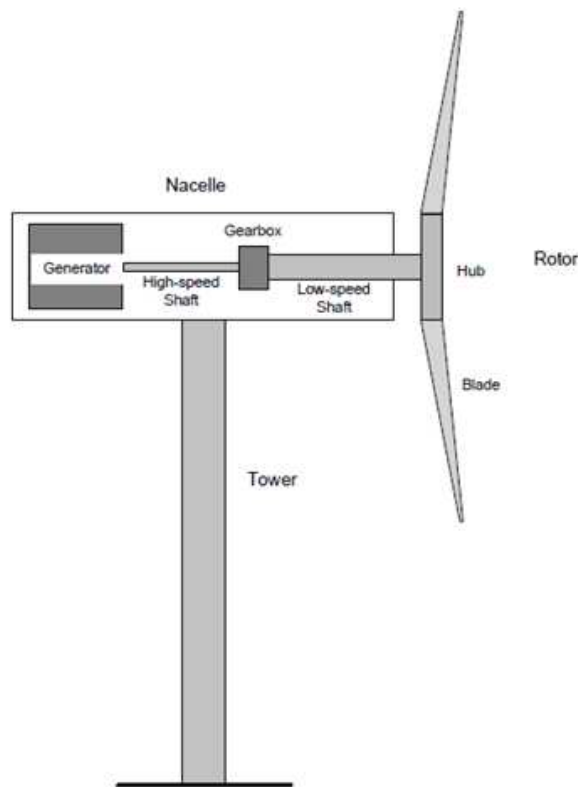 Nacelle
Gearbox
Generator
High-speed
Shaft
Low-speed
Shaft
Hub
Rotor
Blade
Tower